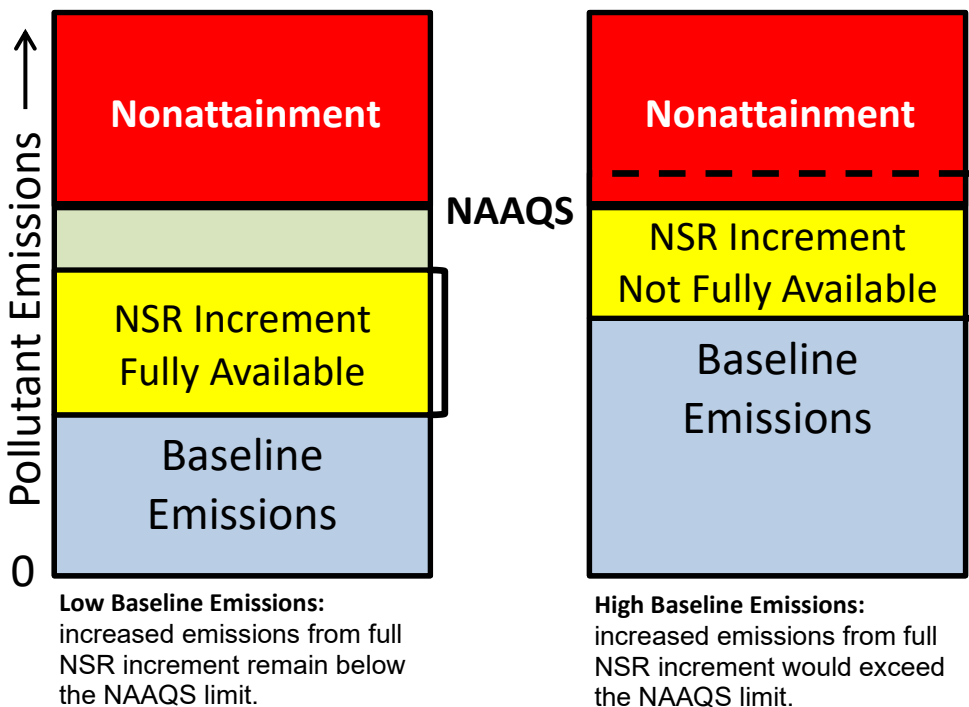 Pollutant Emissions
0
Nonattainment
NSR Increment
Fully Available
Baseline
Emissions
Low Baseline Emissions:
increased emissions from full
NSR increment remain below
the NAAQS limit.
NAAQS
Nonattainment
NSR Increment
Not Fully Available
Baseline
Emissions
High Baseline Emissions:
increased emissions from full
NSR increment would exceed
the NAAQS limit.